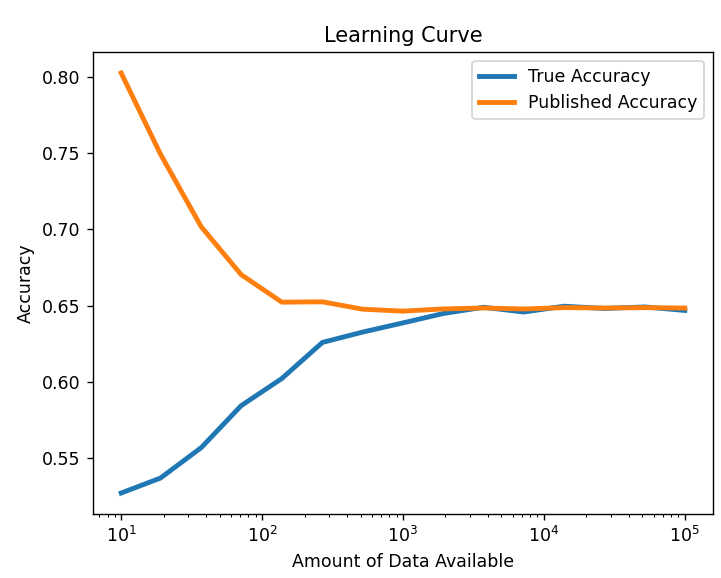 Learning Curve
True Accuracy
Published Accuracy
0.80
0.75
0.70
0.65
0.60
0.55
Accuracy
10¹
10²
10³
10⁴
10⁵
Amount of Data Available